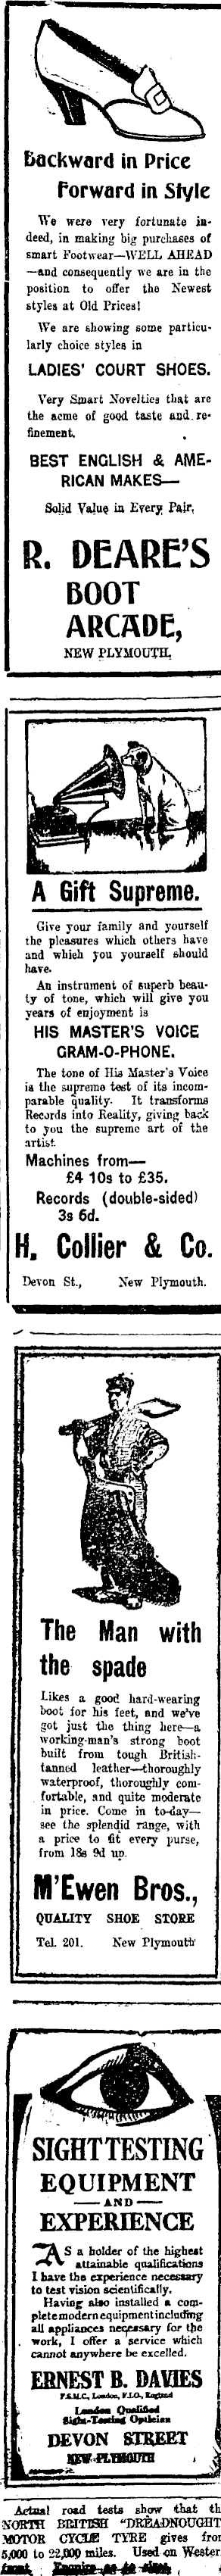 Backward in Price
Forward in Style
We were very fortunate in-
deed, in making big purchases of
smart Footwear—WELL AHEAD
—and consequently we are in the
position to offer the Newest
styles at Old Prices!
We are showing some particu-
larly choice styles in
LADIES' COURT SHOES.
Very Smart Novelties that are
the acme of good taste and re-
finement.
BEST ENGLISH & AME-
RICAN MAKES—
Solid Value in Every Pair,
R. DEARE'S
BOOT
ARCADE,
NEW PLYMOUTH.
A Gift Supreme.
Give your family and yourself
the pleasures which others have
and which you yourself should
have.
An instrument of superb beau-
ty of tone, which will give you
years of enjoyment is
HIS MASTER'S VOICE
GRAM-O-PHONE.
The tone of His Master's Voice
is the supreme test of its incom-
parable quality. It transforms
Records into Reality, giving back
to you the supreme art of the
artist.
Machines from—
£4 10s to £35.
Records (double-sided)
3s 6d.
H. Collier & Co.
Devon St., New Plymouth.
The Man with
the spade
Likes a good hard-wearing
boot for his feet, and we've
got just the thing here—a
working-man's strong boot
built from tough British-
tanned leather—thoroughly
waterproof, thoroughly com-
fortable, and quite moderate
in price. Come in to-day—
see the splendid range, with
a price to fit every purse,
from 18s 9d up.
M'Ewen Bros.,
QUALITY SHOE STORE
Tel. 201. New Plymouth
SIGHT TESTING
EQUIPMENT
— AND —
EXPERIENCE
AS a holder of the highest
attainable qualifications
I have the experience necessary
to test vision scientifically.
Having also installed a com-
plete modern equipment including
all appliances necessary for the
work, I offer a service which
cannot anywhere be excelled.
ERNEST B. DAVIES
F.S.M.C., London, F.I.O., England
London Qualified
Sight-Testing Optician
DEVON STREET
NEW PLYMOUTH
Actual road tests show that th
NORTH BRITISH "DREADNOUGHT
MOTOR CYCLE TYRE gives fro
5,000 to 22,000 miles. Used on Wester
front. Enquire as to sizes,